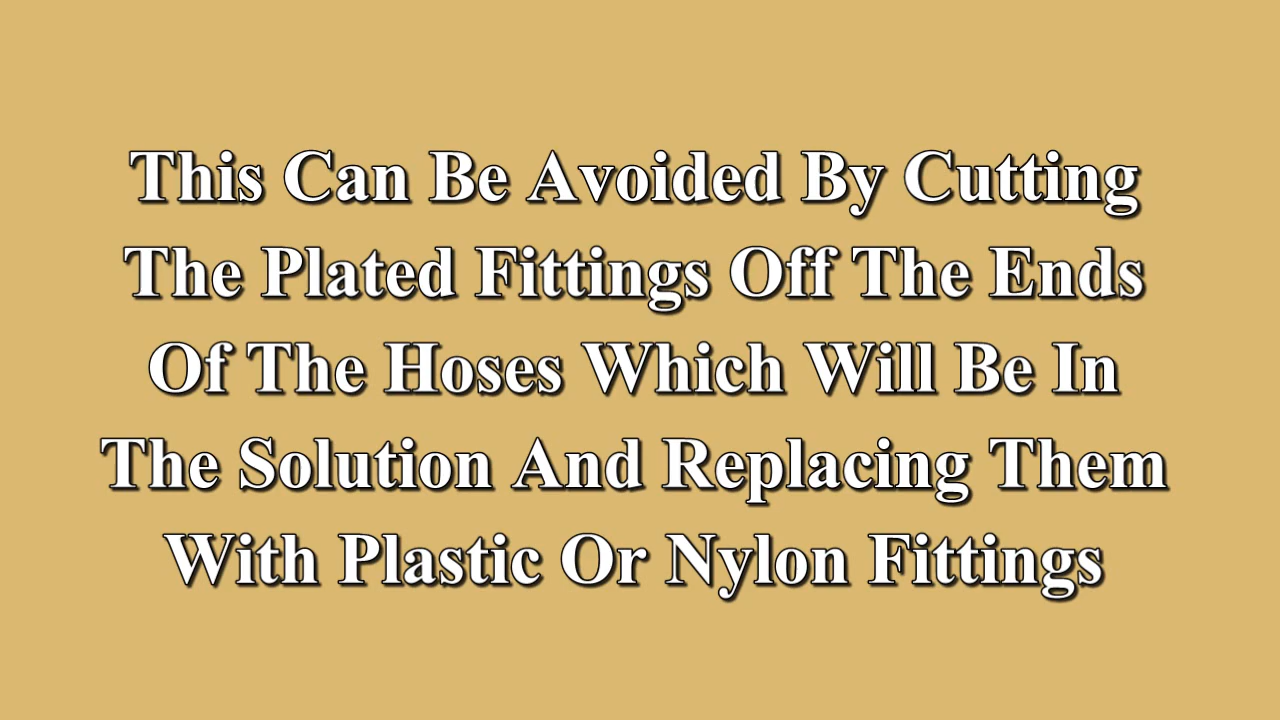 This Can Be Avoided By Cutting
The Plated Fittings Off The Ends
Of The Hoses Which Will Be In
The Solution And Replacing Them
With Plastic Or Nylon Fittings